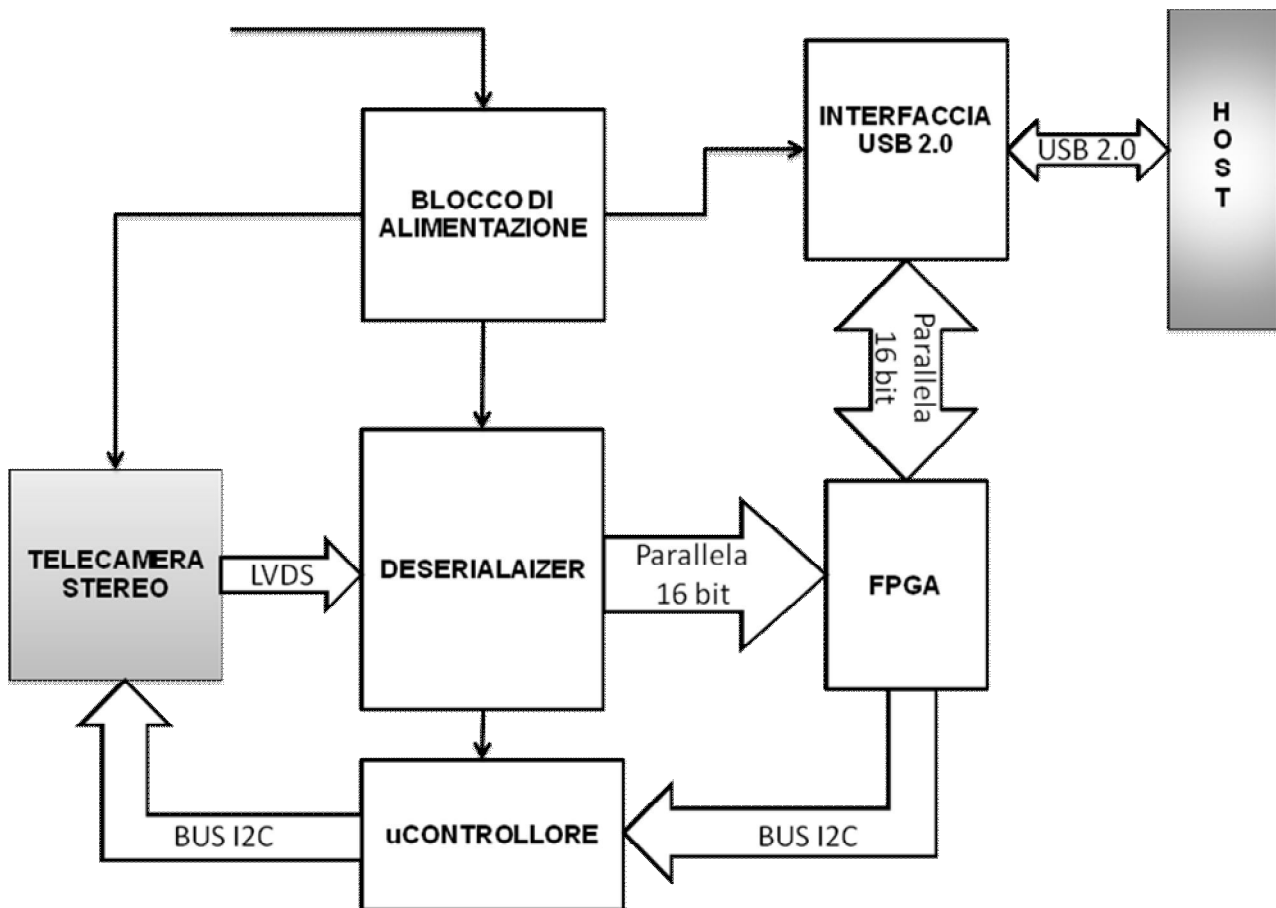 INTERFACCIA
USB 2.0
H
O
S
T
USB 2.0
BLOCCO DI
ALIMENTAZIONE
Parallela
16 bit
TELECAMERA
STEREO
LVDS
DESERIALAIZER
Parallela
16 bit
FPGA
BUS I2C
uCONTROLLORE
BUS I2C